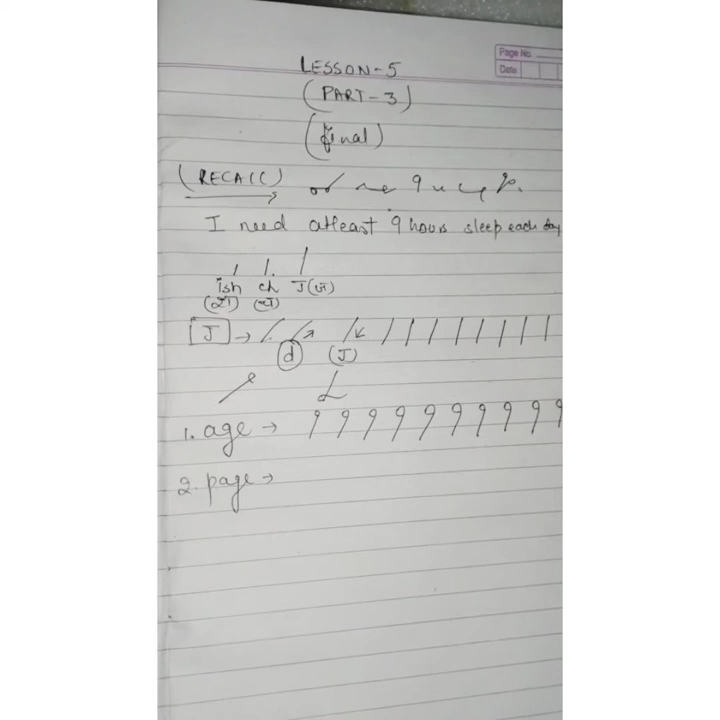 Page No.
Date
LESSON-5
(PART-3)
(final)
(RECALL)
I need atleast 9 hours sleep each day
ish ch J(ज)
(श) (च)
J →
d (J)
1. age →
2. page →